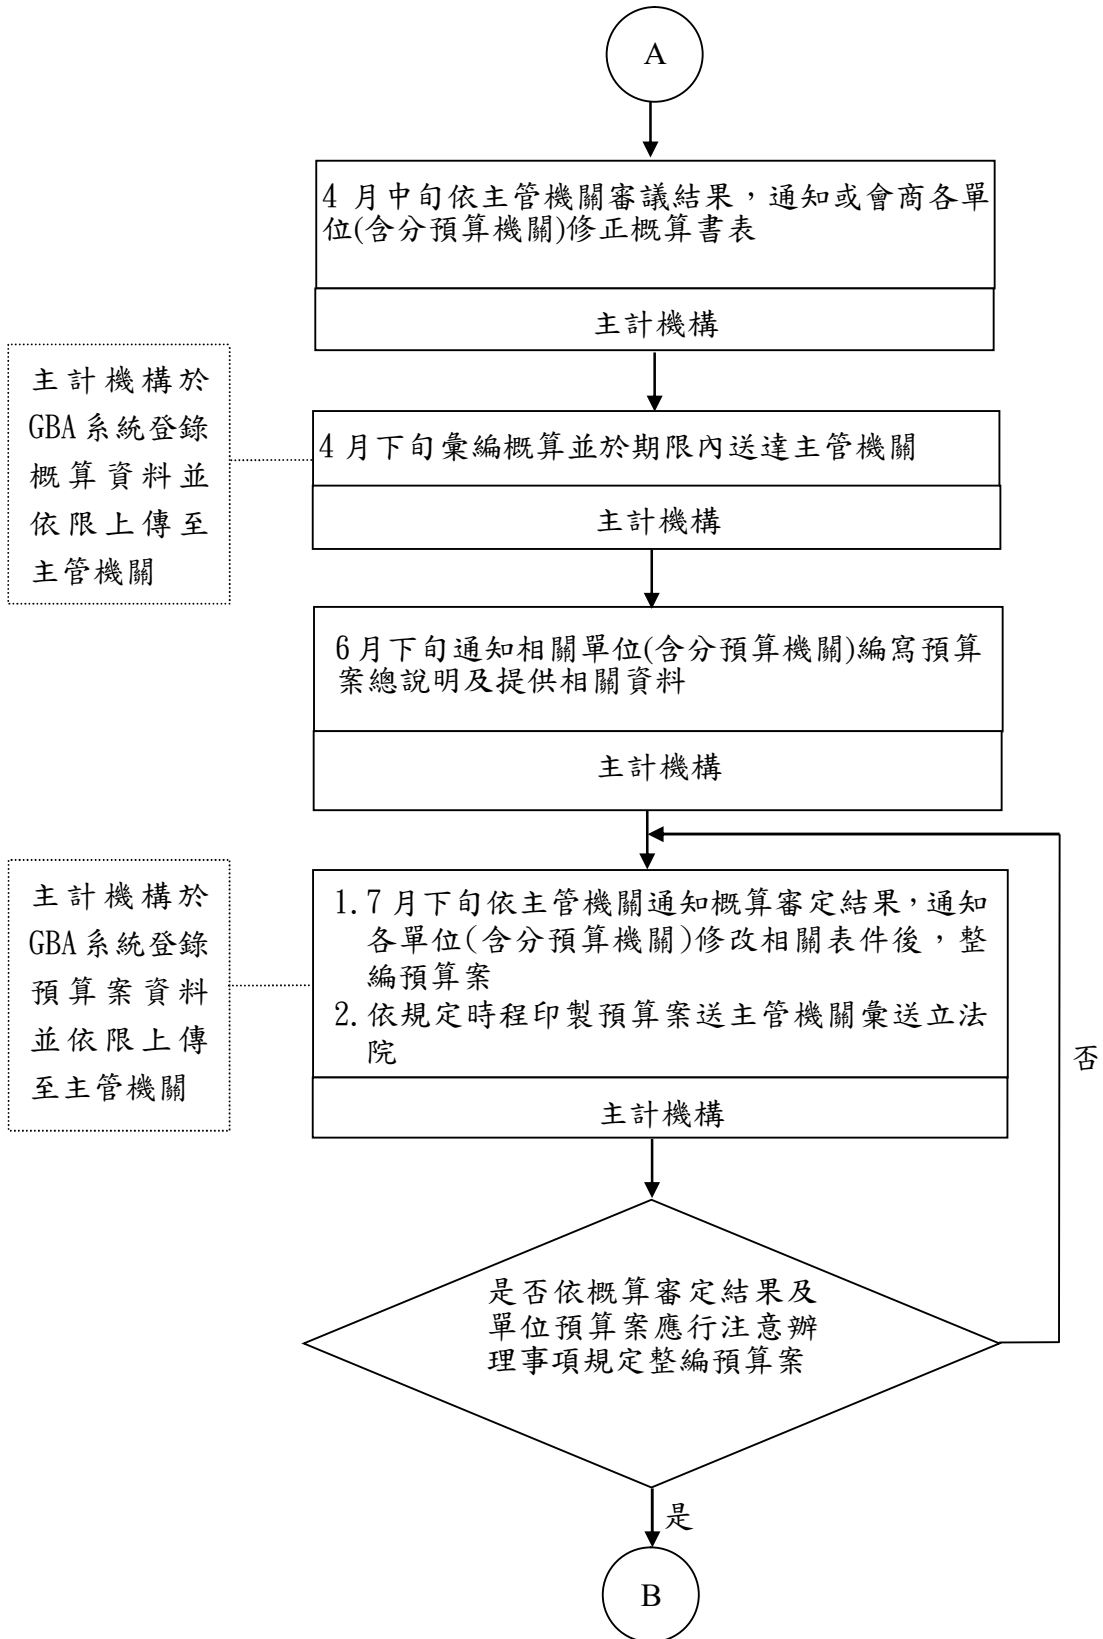 A
4 月中旬依主管機關審議結果，通知或會商各單
位(含分預算機關)修正概算書表
主計機構
主計機構於
GBA 系統登錄
概算資料並
依限上傳至
主管機關
4 月下旬彙編概算並於期限內送達主管機關
主計機構
6 月下旬通知相關單位(含分預算機關)編寫預算
案總說明及提供相關資料
主計機構
主計機構於
GBA 系統登錄
預算案資料
並依限上傳
至主管機關
1. 7 月下旬依主管機關通知概算審定結果，通知
各單位(含分預算機關)修改相關表件後，整
編預算案
2. 依規定時程印製預算案送主管機關彙送立法
院
主計機構
否
是否依概算審定結果及
單位預算案應行注意辦
理事項規定整編預算案
是
B